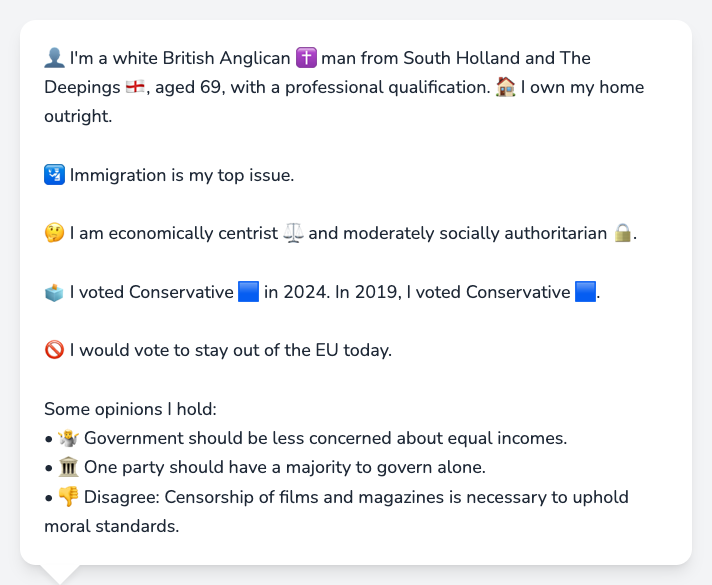 👤 I'm a white British Anglican ✝️ man from South Holland and The
Deepings 🏴󠁧󠁢󠁥󠁮󠁧󠁿, aged 69, with a professional qualification. 🏠 I own my home
outright.
🛂 Immigration is my top issue.
🤔 I am economically centrist ⚖️ and moderately socially authoritarian 🔒.
🗳️ I voted Conservative 🟦 in 2024. In 2019, I voted Conservative 🟦.
🚫 I would vote to stay out of the EU today.
Some opinions I hold:
• 🤷 Government should be less concerned about equal incomes.
• 🏛️ One party should have a majority to govern alone.
• 👎 Disagree: Censorship of films and magazines is necessary to uphold
moral standards.